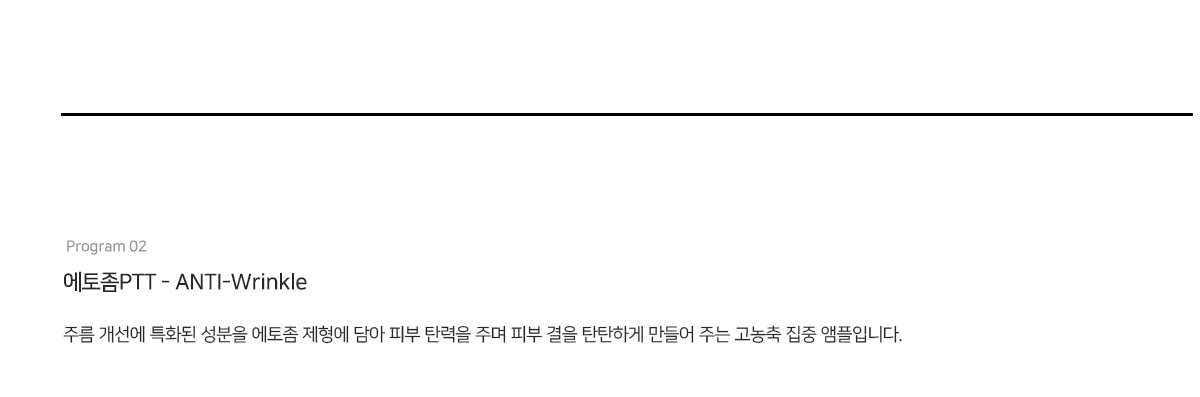 Program 02
에토좀PTT - ANTI-Wrinkle
주름 개선에 특화된 성분을 에토좀 제형에 담아 피부 탄력을 주며 피부 결을 탄탄하게 만들어 주는 고농축 집중 앰플입니다.